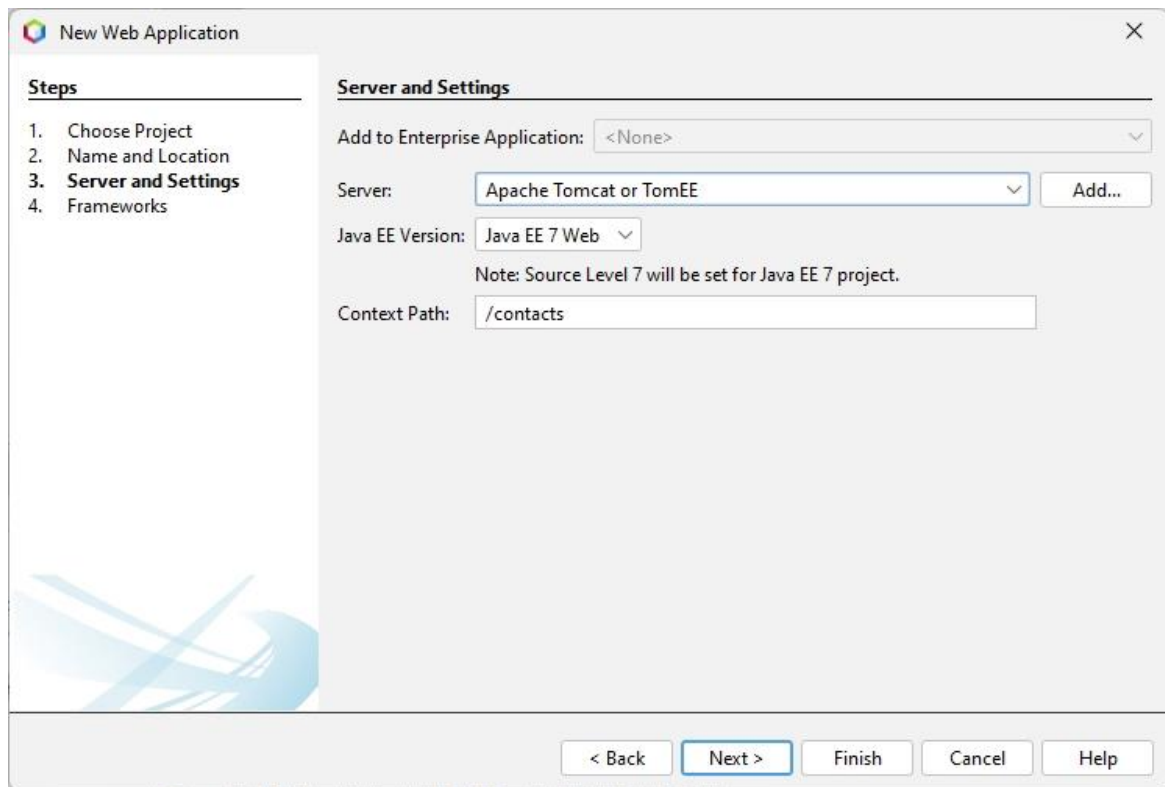 New Web Application
Steps
1. Choose Project
2. Name and Location
3. Server and Settings
4. Frameworks
Server and Settings
Add to Enterprise Application: <None>
Server: Apache Tomcat or TomEE Add...
Java EE Version: Java EE 7 Web
Note: Source Level 7 will be set for Java EE 7 project.
Context Path: /contacts
< Back Next > Finish Cancel Help